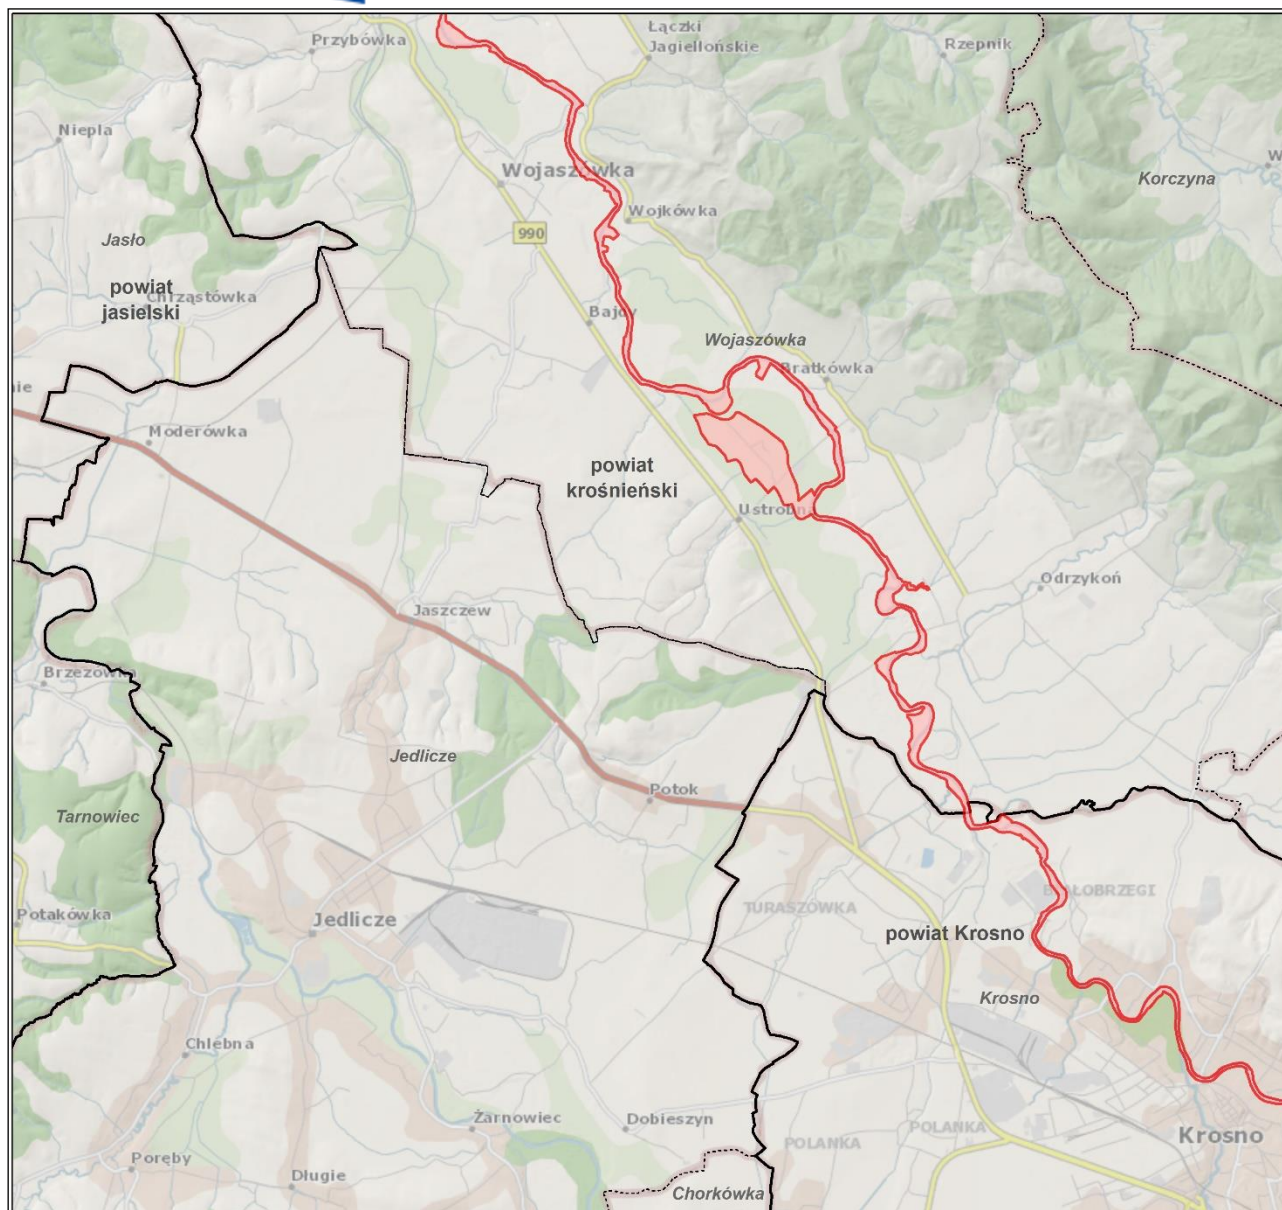 Łączki
Jagiellońskie
Przybówka
Rzepnik
Niepla
Wojaszówka
Korczyna
W
Wojkówka
990
Jasło
powiat
jasielski
Chrząstówka
Bajdy
Wojaszówka
Bratkówka
nie
Moderówka
powiat
krośnieński
Ustrobna
Odrzykoń
Jaszczew
Brzezówka
Jedlicze
Potok
Tarnowiec
BIAŁOBRZEGI
TURASZÓWKA
Potakówka
Jedlicze
powiat Krosno
Krosno
Chlebna
Żarnowiec
Dobieszyn
POLANKA
POLANKA
Krosno
Poręby
Długie
Chorkówka